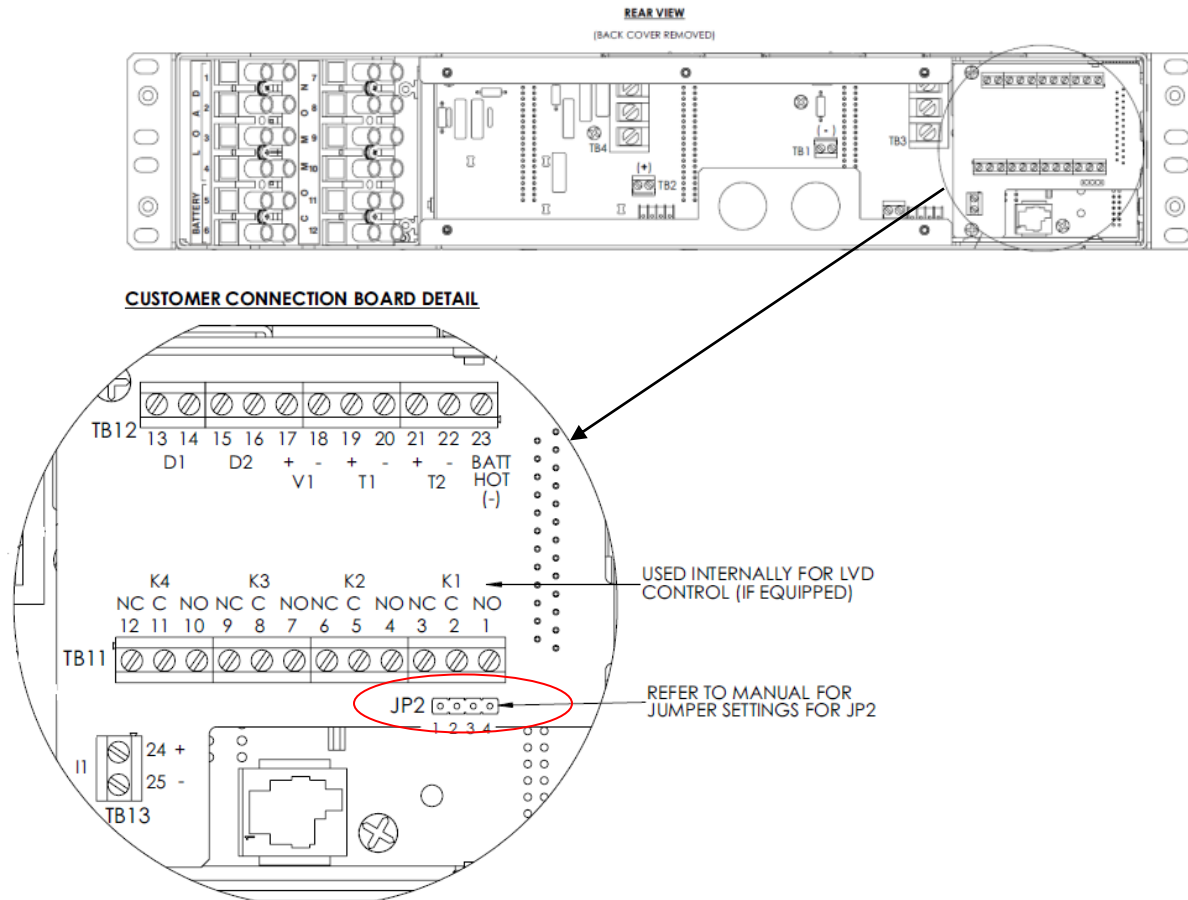 REAR VIEW
(BACK COVER REMOVED)
LOAD
BATTERY
1
2
3
4
5
6
COMMON
7
8
9
10
11
12
TB4
(+)
TB2
(-)
TB1
TB3
CUSTOMER CONNECTION BOARD DETAIL
TB12
13 14 15 16 17 18 19 20 21 22 23
D1 D2 + - + - + - BATT
V1 T1 T2 HOT
(-)
K4 K3 K2 K1
NC C NO NC C NO NC C NO NC C NO
12 11 10 9 8 7 6 5 4 3 2 1
TB11
USED INTERNALLY FOR LVD
CONTROL (IF EQUIPPED)
JP2
1 2 3 4
REFER TO MANUAL FOR
JUMPER SETTINGS FOR JP2
I1
24 +
25 -
TB13
1